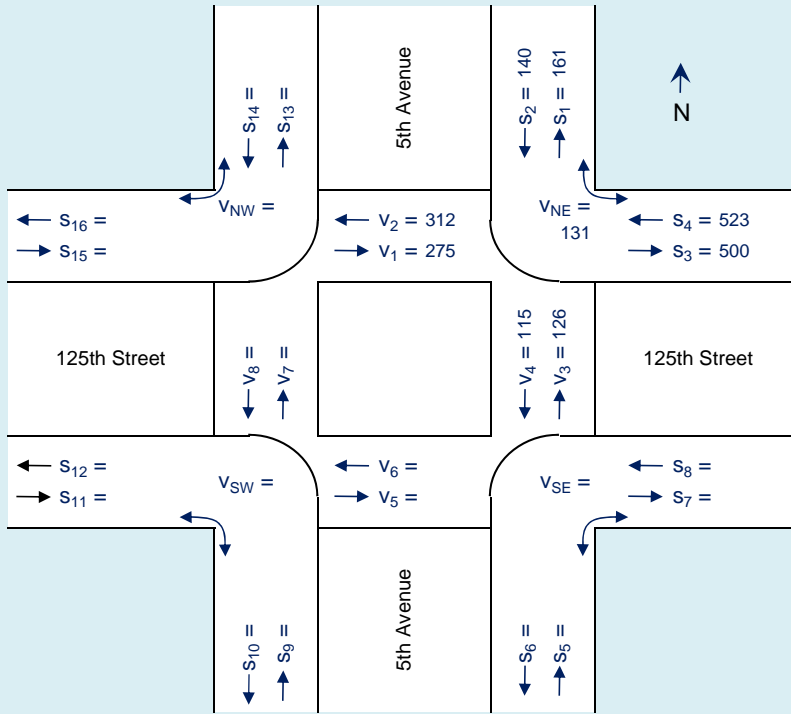 5th Avenue
s14 =
s13 =
s2 = 140
s1 = 161
N
vNW =
vNE =
131
s16 =
s15 =
v2 = 312
v1 = 275
s4 = 523
s3 = 500
125th Street
v8 =
v7 =
v4 = 115
v3 = 126
125th Street
s12 =
s11 =
vSW =
v6 =
v5 =
vSE =
s8 =
s7 =
s10 =
s9 =
5th Avenue
s6 =
s5 =